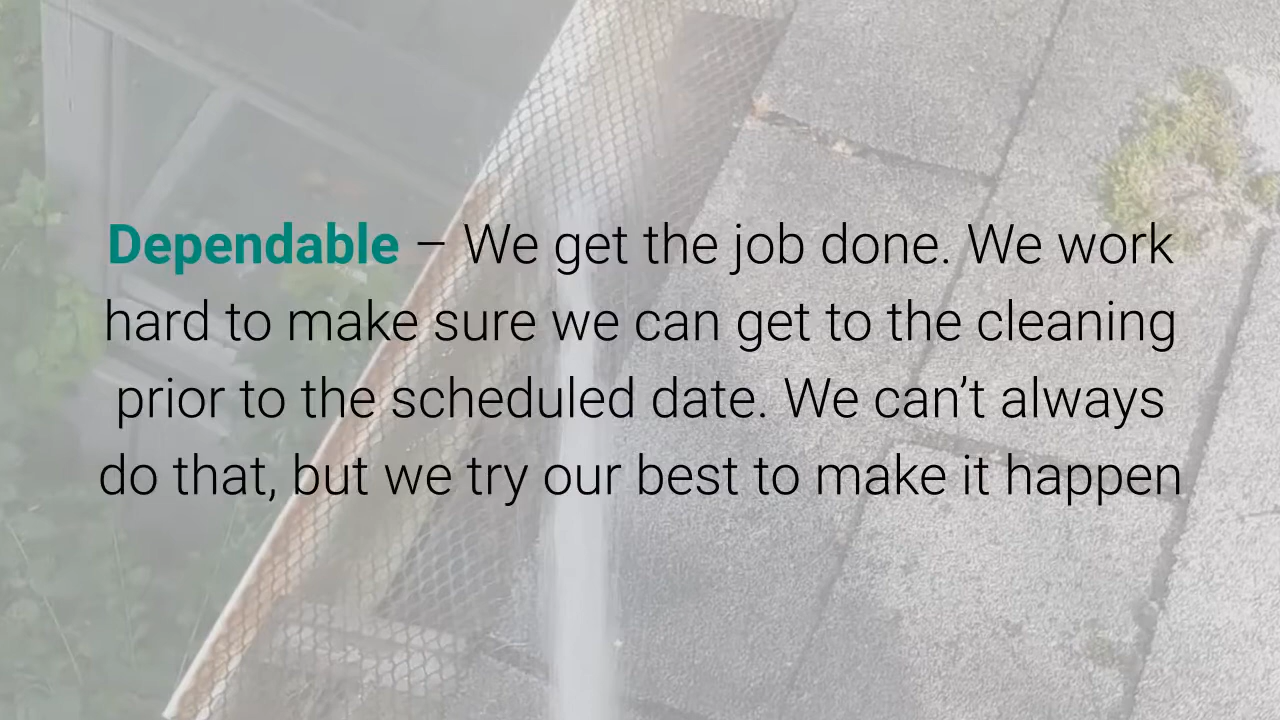 Dependable – We get the job done. We work
hard to make sure we can get to the cleaning
prior to the scheduled date. We can’t always
do that, but we try our best to make it happen